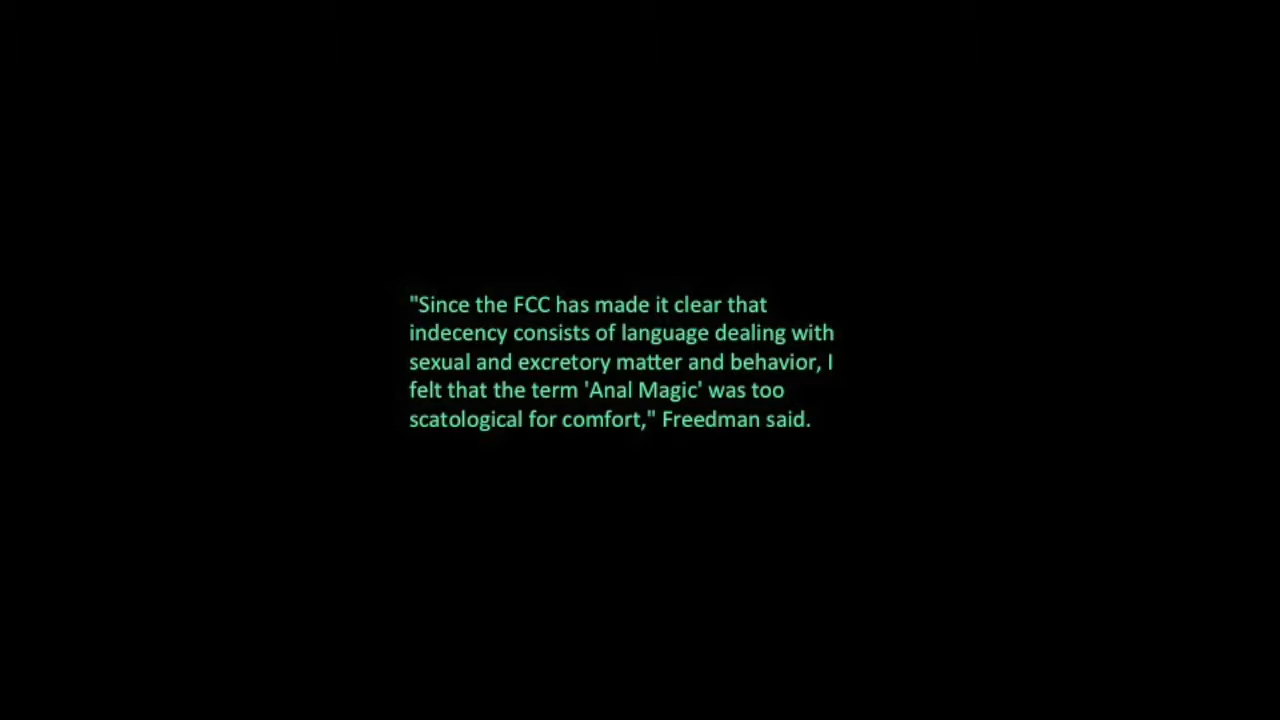 "Since the FCC has made it clear that
indecency consists of language dealing with
sexual and excretory matter and behavior, I
felt that the term 'Anal Magic' was too
scatological for comfort," Freedman said.